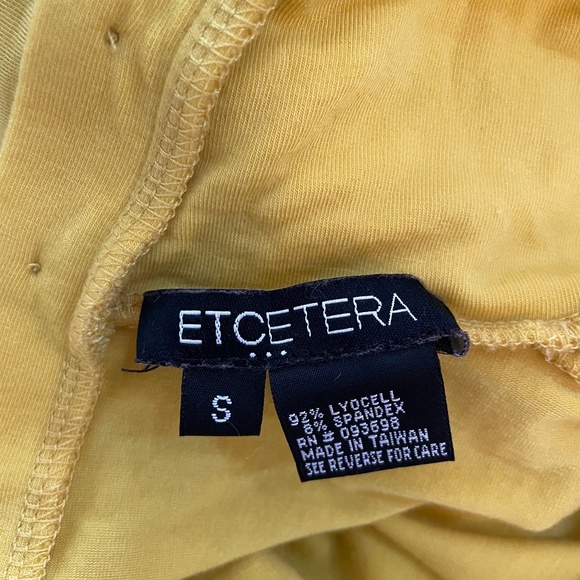 ETCETERA
S
92% LYOCELL
8% SPANDEX
RN # 093698
MADE IN TAIWAN
SEE REVERSE FOR CARE